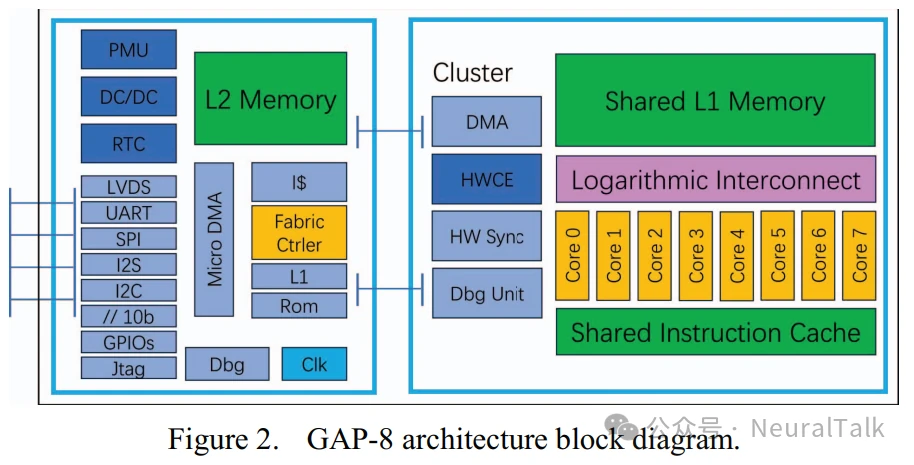 PMU
DC/DC
RTC
LVDS
UART
SPI
I2S
I2C
// 10b
GPIOs
Jtag
L2 Memory
Micro DMA
I$
Fabric
Ctrler
L1
Rom
Dbg
Clk
Cluster
DMA
HWCE
HW Sync
Dbg Unit
Shared L1 Memory
Logarithmic Interconnect
Core 0
Core 1
Core 2
Core 3
Core 4
Core 5
Core 6
Core 7
Shared Instruction Cache
Figure 2. GAP-8 architecture block diagram.
公众号 · NeuralTalk